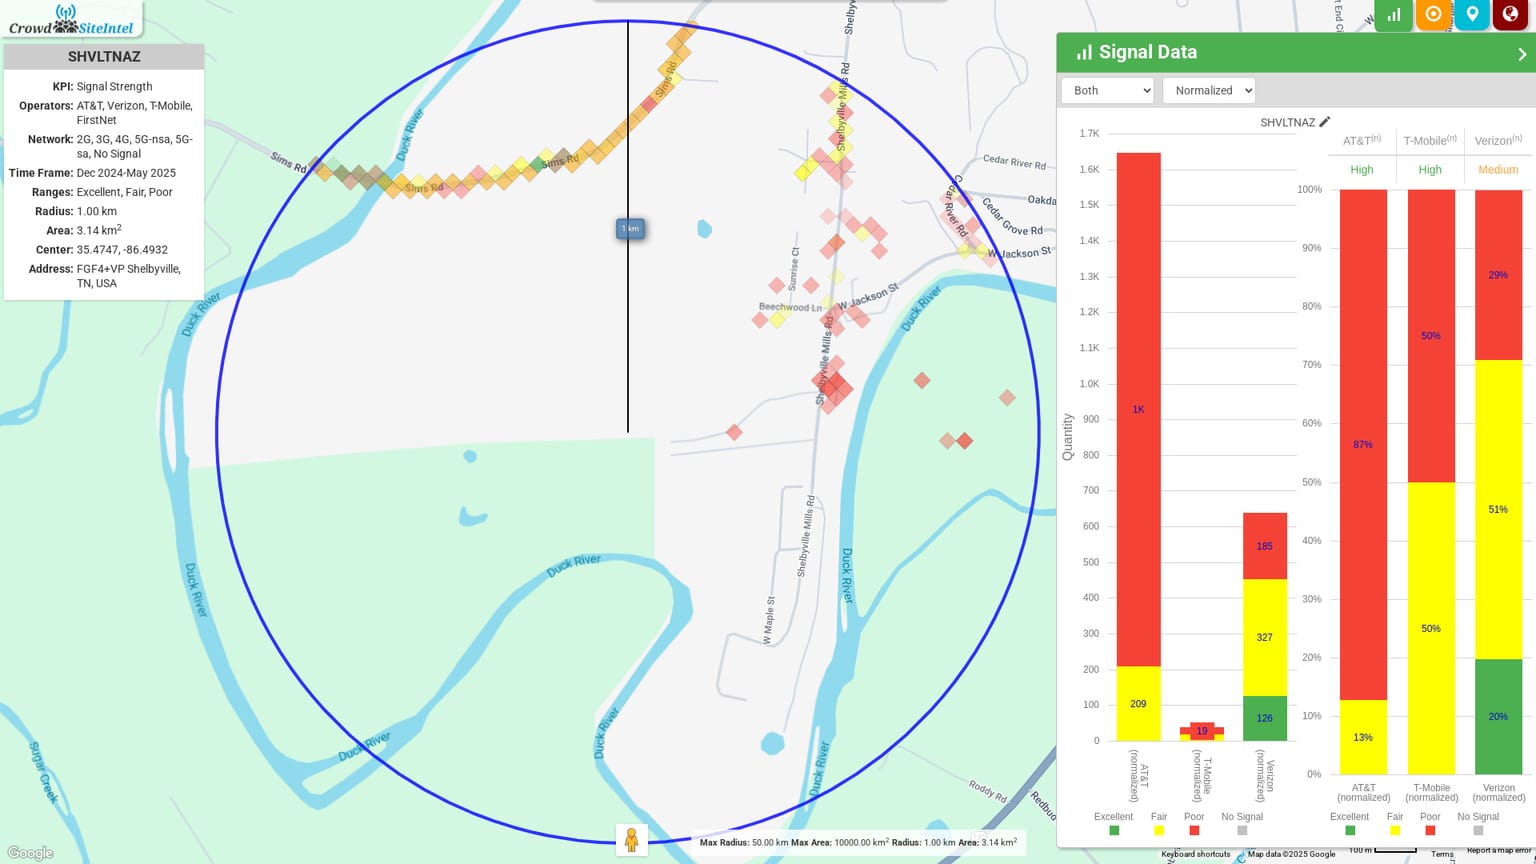 Crowd SiteIntel
SHVLTNAZ
KPI: Signal Strength
Operators: AT&T, Verizon, T-Mobile,
FirstNet
Network: 2G, 3G, 4G, 5G-nsa, 5G-
sa, No Signal
Time Frame: Dec 2024-May 2025
Ranges: Excellent, Fair, Poor
Radius: 1.00 km
Area: 3.14 km²
Center: 35.4747, -86.4932
Address: FGF4+VP Shelbyville,
TN, USA
Sims Rd
Sims Rd
Sims Rd
Sims Rd
Duck River
Duck River
Duck River
Duck River
Duck River
Duck River
Duck River
Duck River
Duck River
Sugar Creek
1 km
Shelbyville Mills Rd
Shelbyville Mills Rd
Shelbyville Mills Rd
Cedar River Rd
Cedar River Rd
Cedar Grove Rd
Oakda
W Jackson St
W Jackson St
Sunrise Ct
Beechwood Ln
W Maple St
Roddy Rd
Redbuo
Signal Data
Both
Normalized
SHVLTNAZ
Quantity
1.7K
1.6K
1.5K
1.4K
1.3K
1.2K
1.1K
1.0K
900
800
700
600
500
400
300
200
100
0
1K
209
19
185
327
126
AT&T (normalized)
T-Mobile (normalized)
Verizon (normalized)
Excellent Fair Poor No Signal
AT&T(n) T-Mobile(n) Verizon(n)
High High Medium
100%
90%
80%
70%
60%
50%
40%
30%
20%
10%
0%
87%
13%
50%
50%
29%
51%
20%
AT&T (normalized)
T-Mobile (normalized)
Verizon (normalized)
Excellent Fair Poor No Signal
Max Radius: 50.00 km Max Area: 10000.00 km² Radius: 1.00 km Area: 3.14 km²
Google
Keyboard shortcuts Map data ©2025 Google 100 m Terms Report a map error